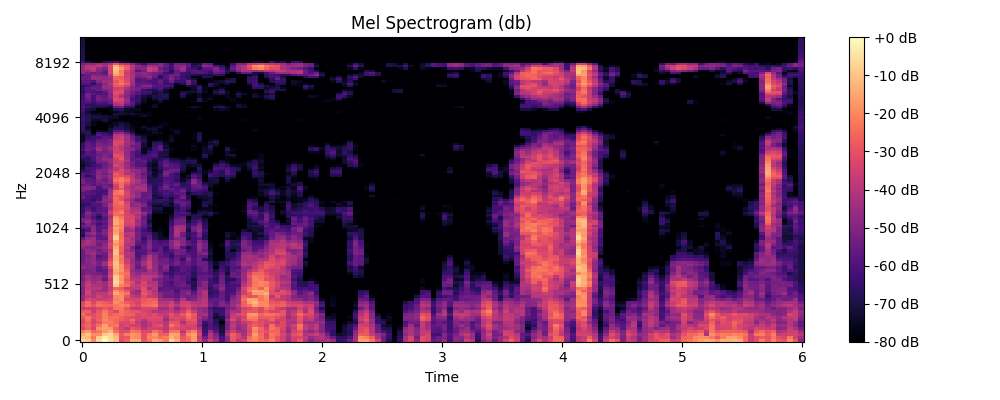 Mel Spectrogram (db)
Hz
8192
4096
2048
1024
512
0
0 1 2 3 4 5 6
Time
+0 dB
-10 dB
-20 dB
-30 dB
-40 dB
-50 dB
-60 dB
-70 dB
-80 dB